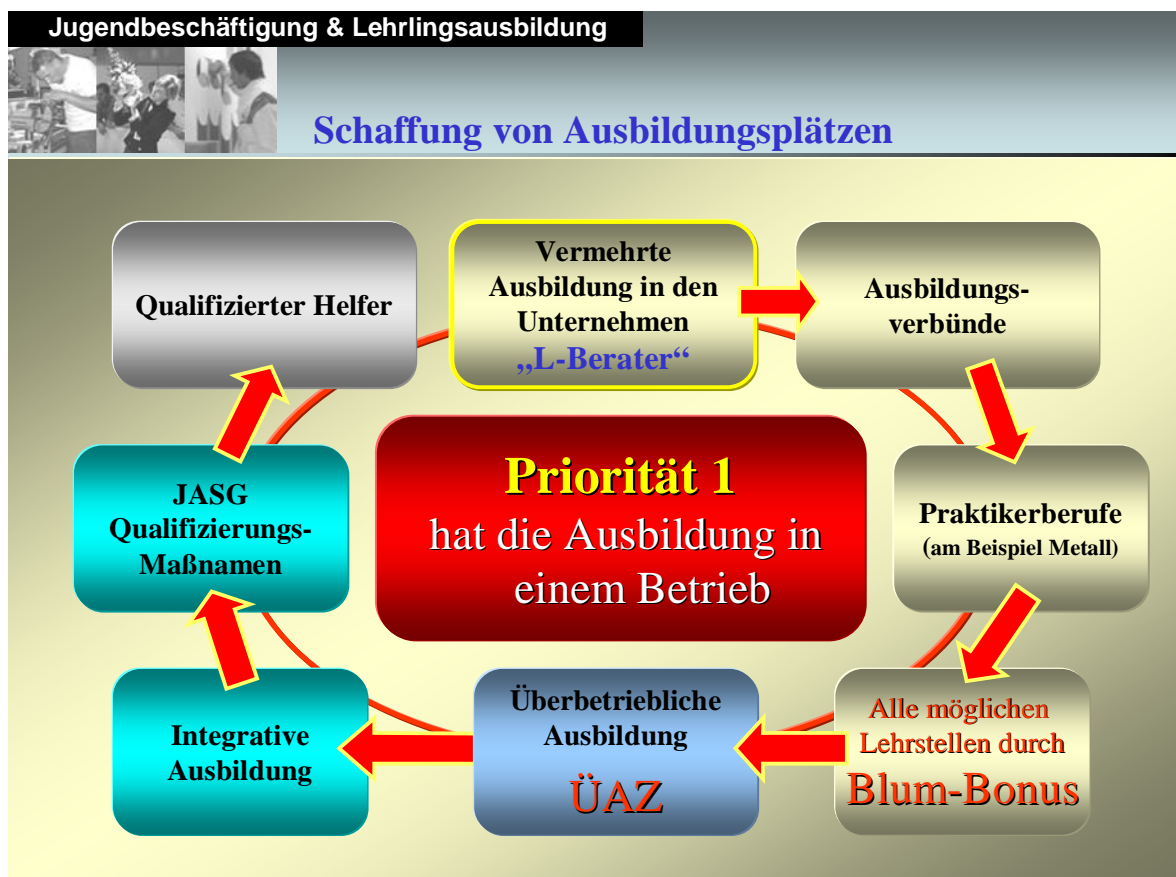 Jugendbeschäftigung & Lehrlingsausbildung
Schaffung von Ausbildungsplätzen
Qualifizierter Helfer
Vermehrte
Ausbildung in den
Unternehmen
„L-Berater“
Ausbildungs-
verbünde
JASG
Qualifizierungs-
Maßnamen
Priorität 1
hat die Ausbildung in
einem Betrieb
Praktikerberufe
(am Beispiel Metall)
Integrative
Ausbildung
Überbetriebliche
Ausbildung
ÜAZ
Alle möglichen
Lehrstellen durch
Blum-Bonus